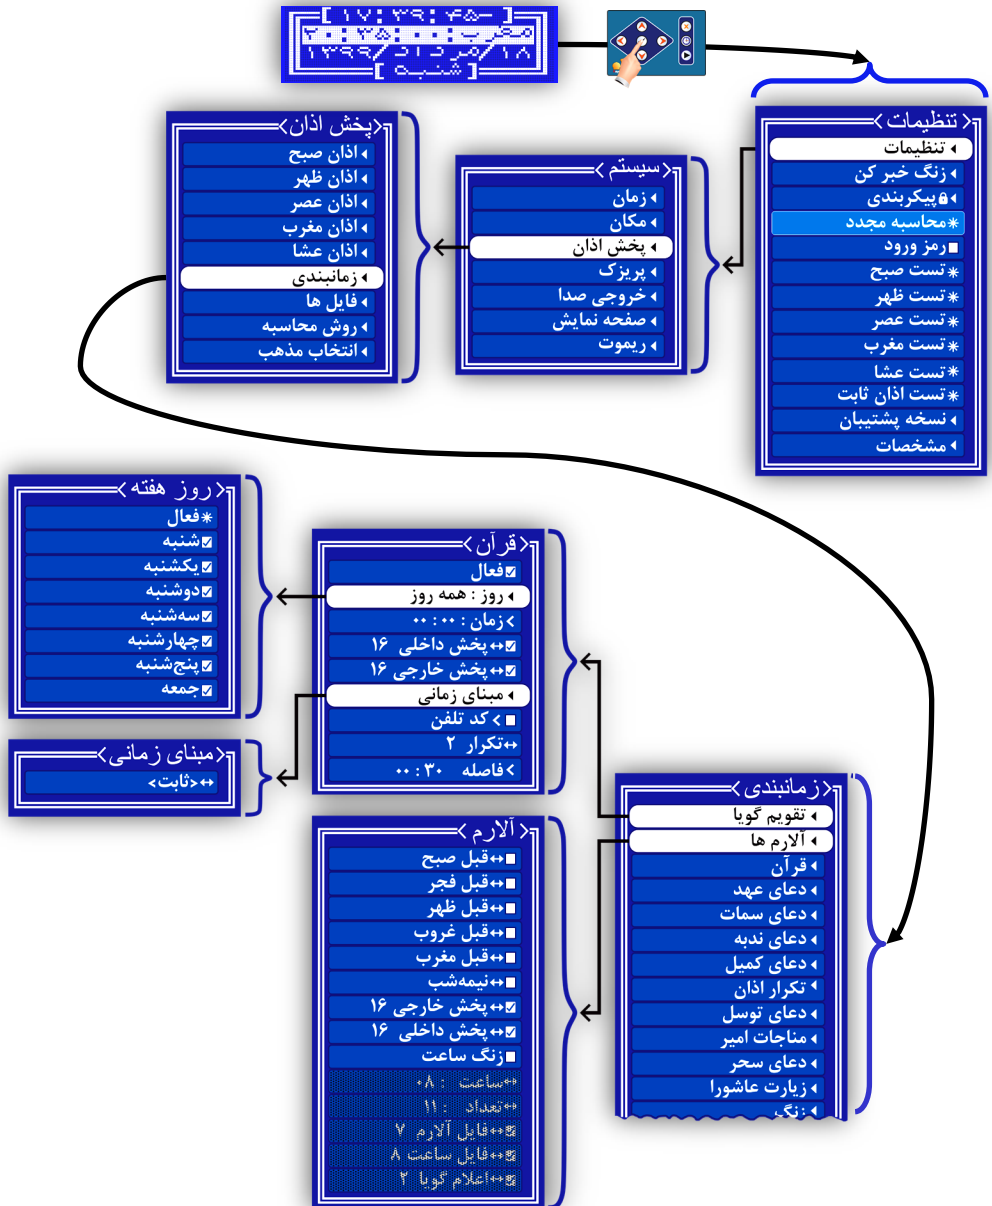 [ ۱۷:۳۹:۴۵- ]
مغرب:۲۰:۳۵:۰۰
۱۸/مرداد/۱۳۹۹
[ شنبه ]
<تنظیمات>
تنظیمات
زنگ خبر کن
پیکربندی
*محاسبه مجدد
رمز ورود
*تست صبح
*تست ظهر
*تست عصر
*تست مغرب
*تست عشا
*تست اذان ثابت
نسخه پشتیبان
مشخصات
<سیستم>
زمان
مکان
پخش اذان
پریزک
خروجی صدا
صفحه نمایش
ریموت
<پخش اذان>
اذان صبح
اذان ظهر
اذان عصر
اذان مغرب
اذان عشا
زمانبندی
فایل ها
روش محاسبه
انتخاب مذهب
<زمانبندی>
تقویم گویا
آلارم ها
قرآن
دعای عهد
دعای سمات
دعای ندبه
دعای کمیل
تکرار اذان
دعای توسل
مناجات امیر
دعای سحر
زیارت عاشورا
زنگ
<قرآن>
فعال
روز : همه روز
زمان : ۰۰ : ۰۰
↔پخش داخلی ۱۶
↔پخش خارجی ۱۶
مبنای زمانی
> کد تلفن
↔تکرار ۲
>فاصله ۳۰ : ۰۰
<روز هفته>
*فعال
شنبه
یکشنبه
دوشنبه
سه‌شنبه
چهارشنبه
پنج‌شنبه
جمعه
<مبنای زمانی>
↔<ثابت>
<آلارم>
↔قبل صبح
↔قبل فجر
↔قبل ظهر
↔قبل غروب
↔قبل مغرب
↔نیمه‌شب
↔پخش خارجی ۱۶
↔پخش داخلی ۱۶
زنگ ساعت
↔ساعت : ۰۸
↔تعداد : ۱۱
↔فایل آلارم ۷
↔فایل ساعت ۸
↔اعلام گویا ۲